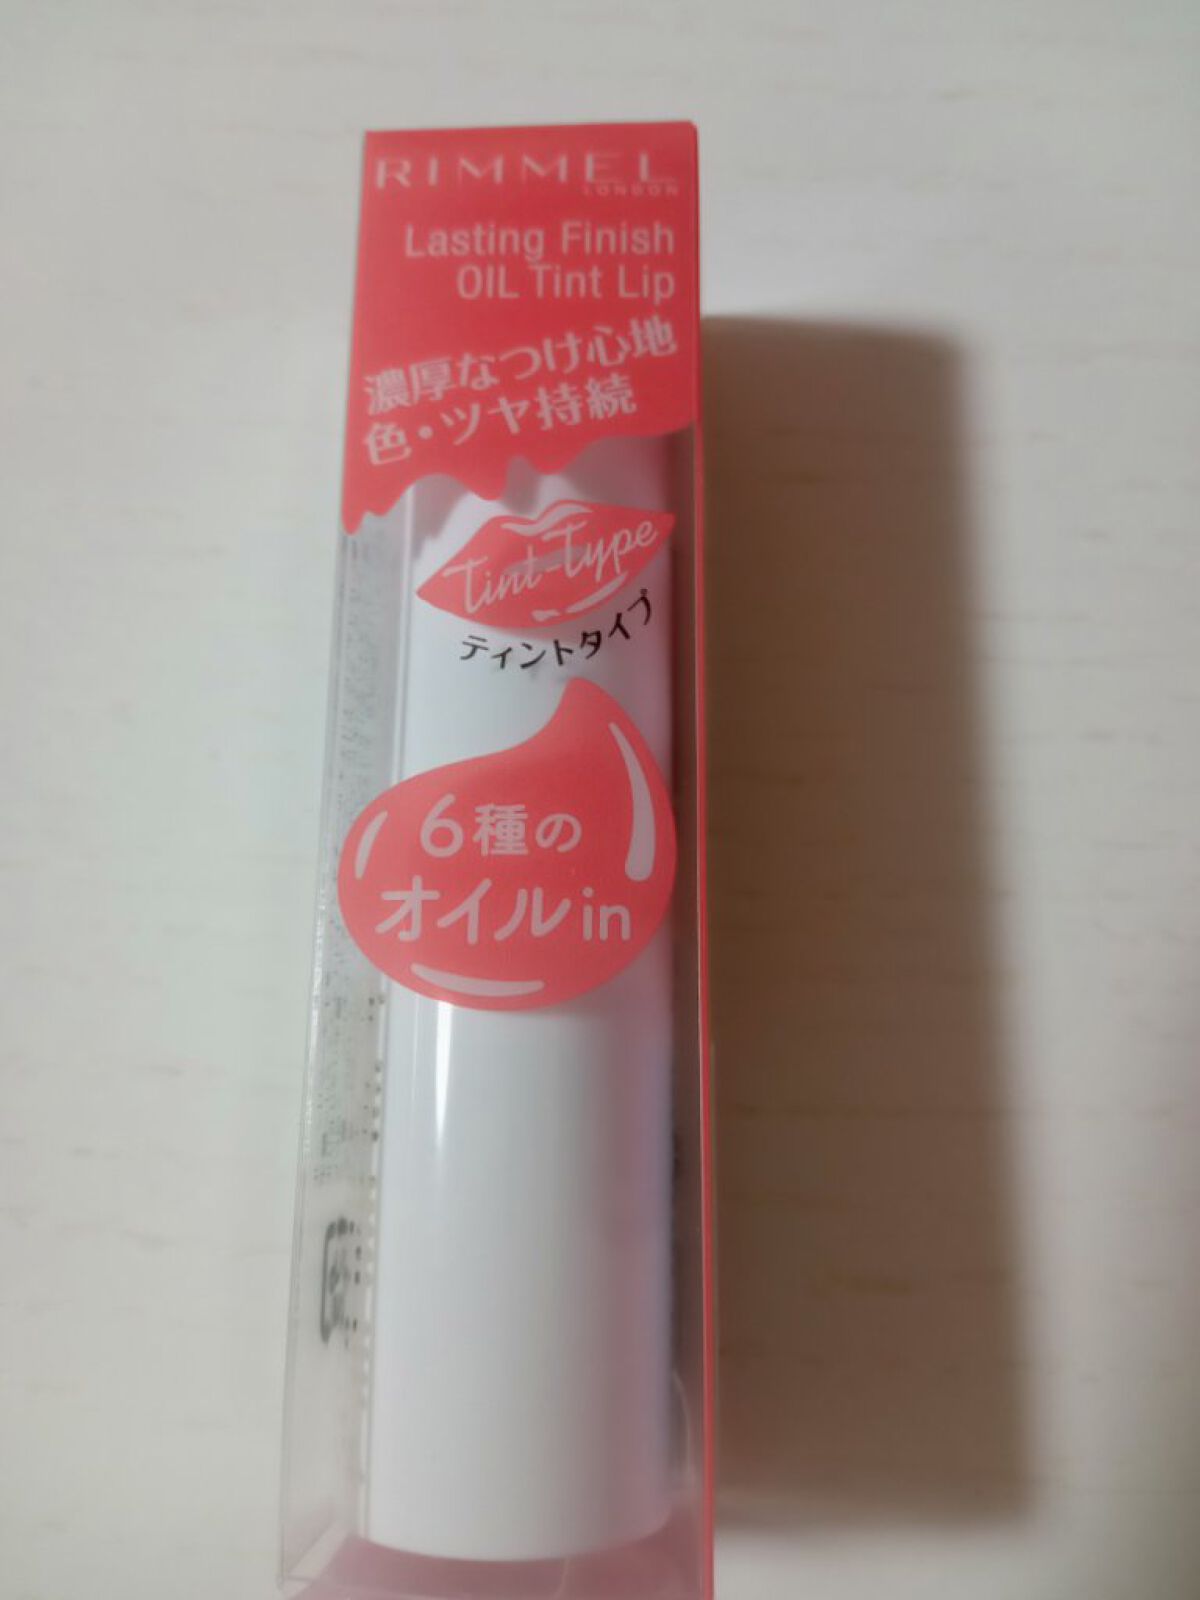 RIMMEL
LONDON
Lasting Finish
OIL Tint Lip
濃厚なつけ心地
色・ツヤ持続
Tint-Type
ティントタイプ
6種の
オイルin